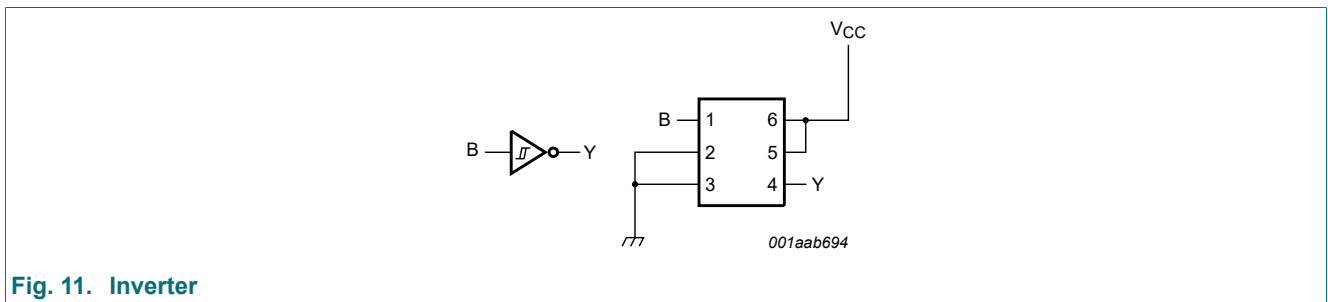 VCC
B 1 6
B Y
2 5
3 4 Y
001aab694
Fig. 11. Inverter